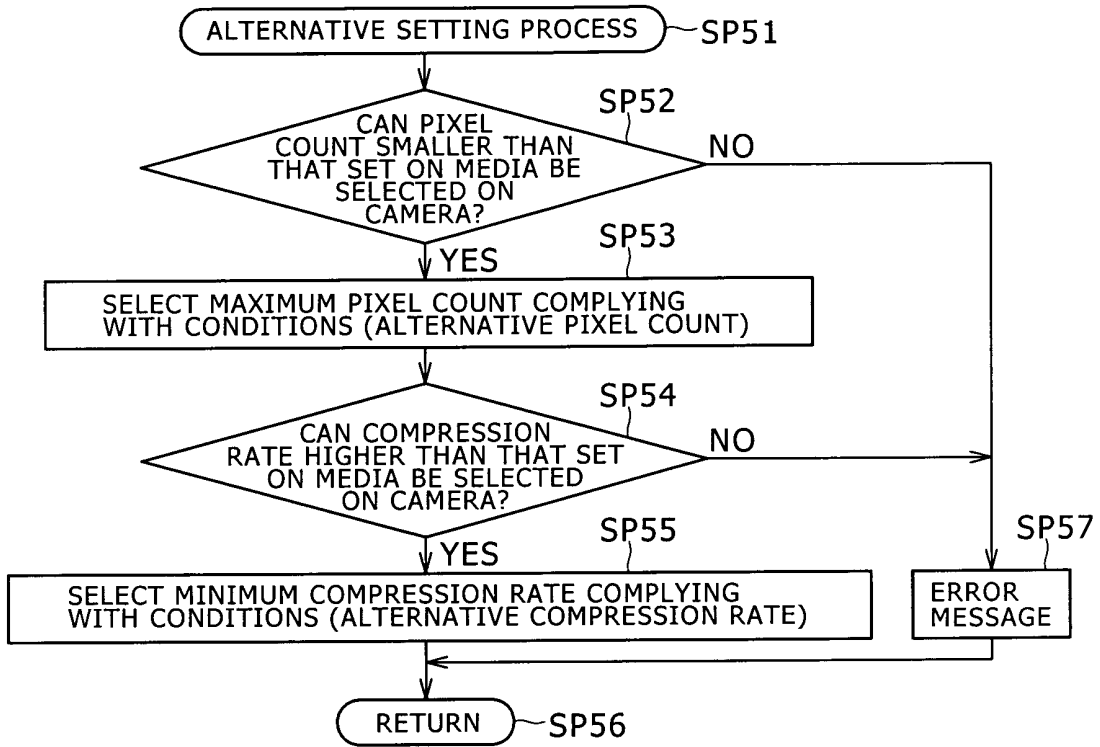 ALTERNATIVE SETTING PROCESS
SP51
SP52
CAN PIXEL
COUNT SMALLER THAN
THAT SET ON MEDIA BE
SELECTED ON
CAMERA?
NO
YES
SP53
SELECT MAXIMUM PIXEL COUNT COMPLYING
WITH CONDITIONS (ALTERNATIVE PIXEL COUNT)
SP54
CAN COMPRESSION
RATE HIGHER THAN THAT SET
ON MEDIA BE SELECTED
ON CAMERA?
NO
YES
SP55
SELECT MINIMUM COMPRESSION RATE COMPLYING
WITH CONDITIONS (ALTERNATIVE COMPRESSION RATE)
SP57
ERROR
MESSAGE
RETURN
SP56